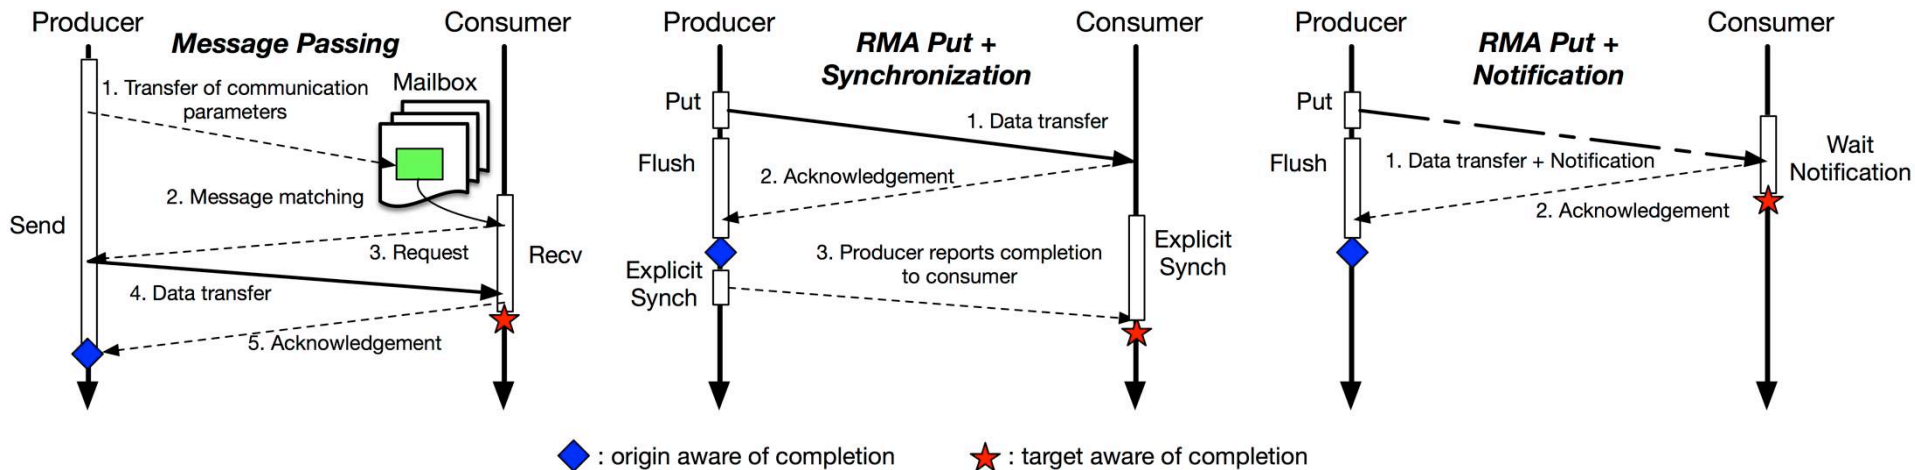 Producer
Message Passing
Consumer
1. Transfer of communication
parameters
Mailbox
2. Message matching
Send
3. Request
Recv
4. Data transfer
5. Acknowledgement
Producer
RMA Put +
Synchronization
Consumer
Put
1. Data transfer
Flush
2. Acknowledgement
3. Producer reports completion
to consumer
Explicit
Synch
Explicit
Synch
Producer
RMA Put +
Notification
Consumer
Put
Flush
1. Data transfer + Notification
Wait
Notification
2. Acknowledgement
: origin aware of completion
: target aware of completion